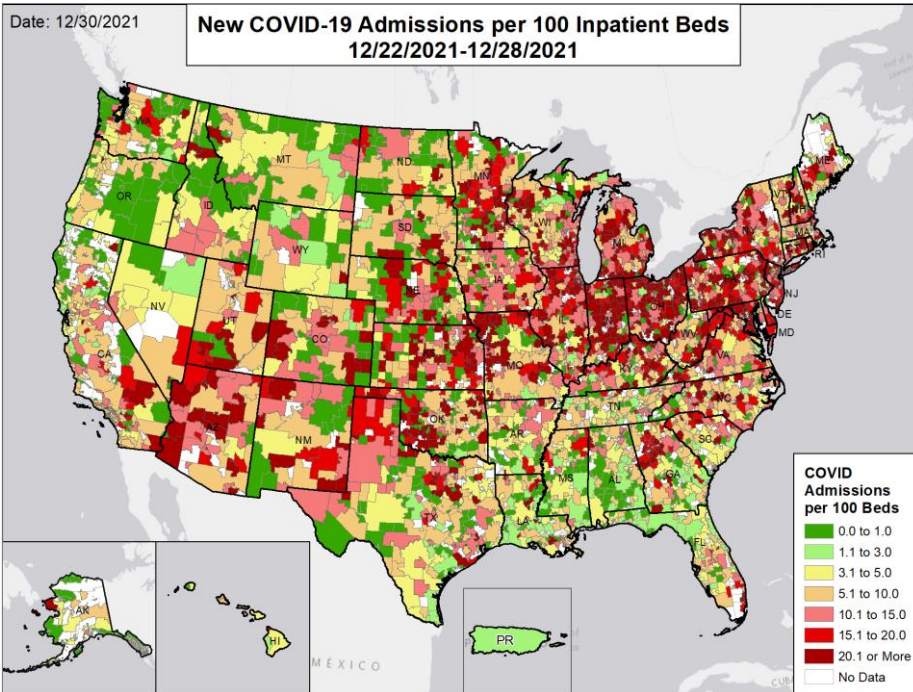 Date: 12/30/2021
New COVID-19 Admissions per 100 Inpatient Beds
12/22/2021-12/28/2021
WA
MT
ND
MN
ME
OR
ID
SD
WI
VT
NH
WY
MI
NY
MA
RI
IA
NE
NJ
NV
UT
IN
OH
DE
MD
CA
CO
KS
MO
WV
VA
KY
NC
TN
AZ
NM
OK
AR
SC
MS
AL
GA
TX
LA
FL
AK
HI
PR
MÉXICO
COVID
Admissions
per 100 Beds
0.0 to 1.0
1.1 to 3.0
3.1 to 5.0
5.1 to 10.0
10.1 to 15.0
15.1 to 20.0
20.1 or More
No Data